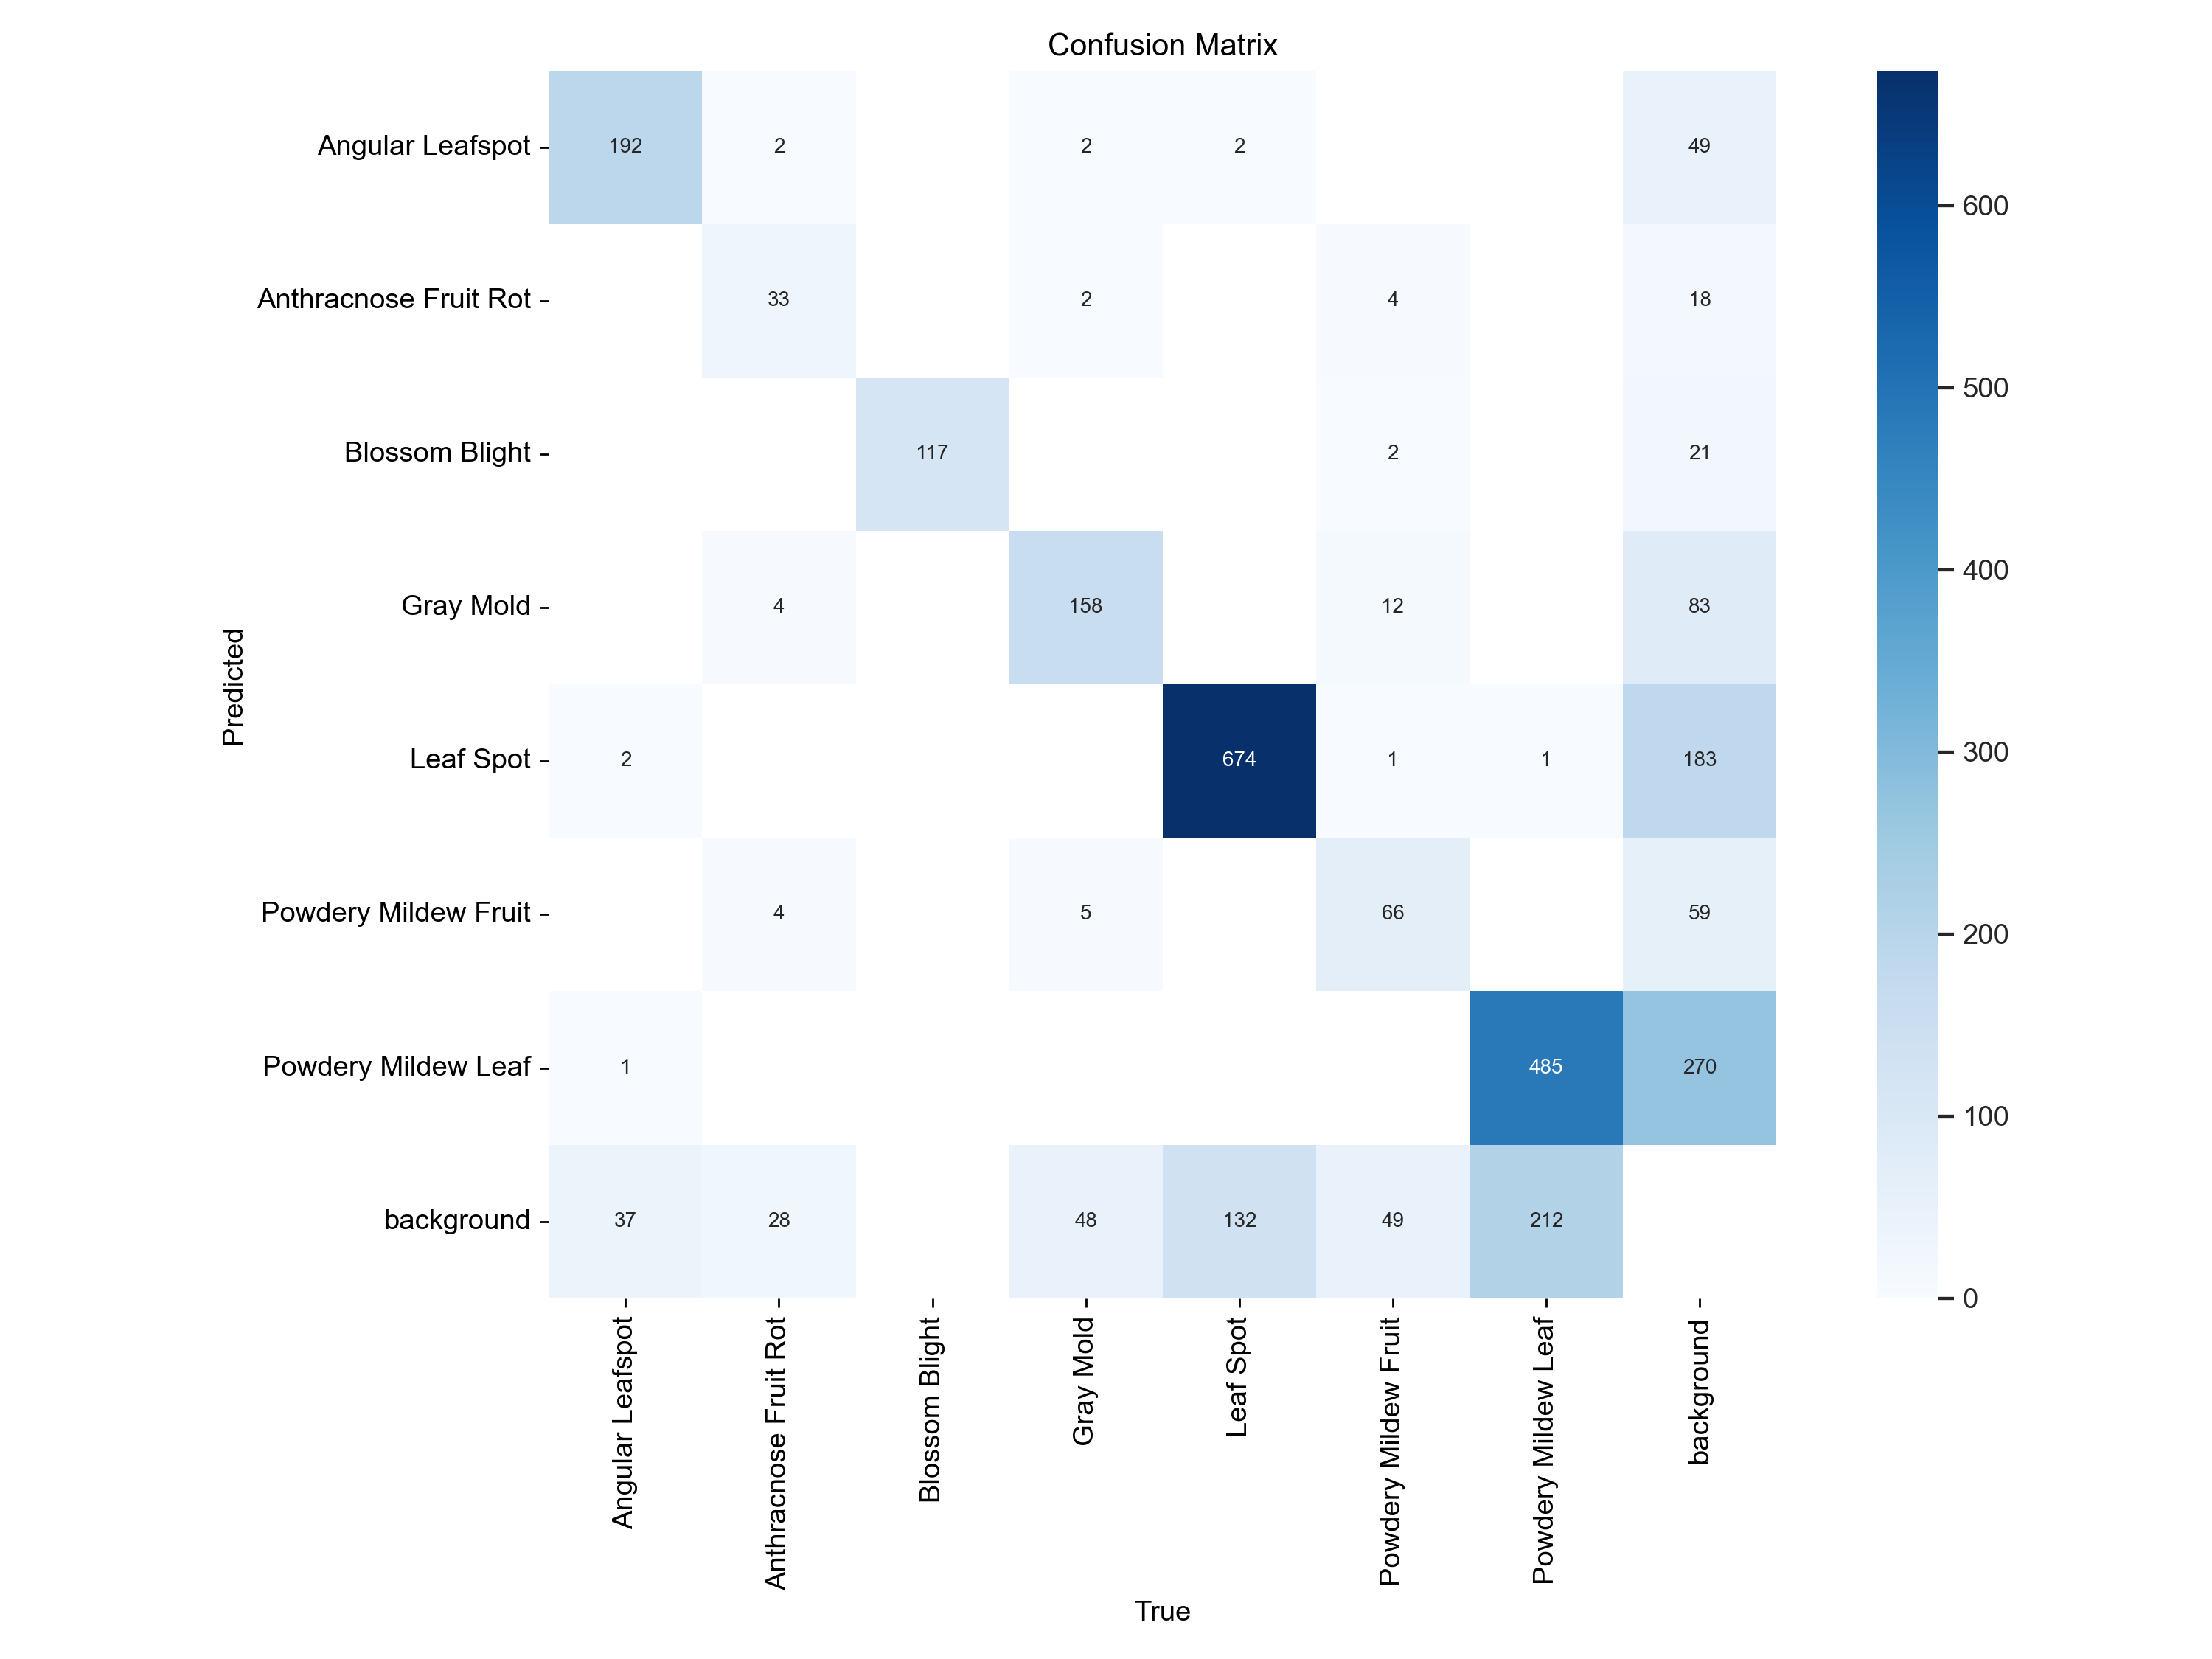 Confusion Matrix
Angular Leafspot 192 2 2 2 49
Anthracnose Fruit Rot 33 2 4 18
Blossom Blight 117 2 21
Gray Mold 4 158 12 83
Leaf Spot 2 674 1 1 183
Powdery Mildew Fruit 4 5 66 59
Powdery Mildew Leaf 1 485 270
background 37 28 48 132 49 212
Predicted
Angular Leafspot
Anthracnose Fruit Rot
Blossom Blight
Gray Mold
Leaf Spot
Powdery Mildew Fruit
Powdery Mildew Leaf
background
True
600
500
400
300
200
100
0